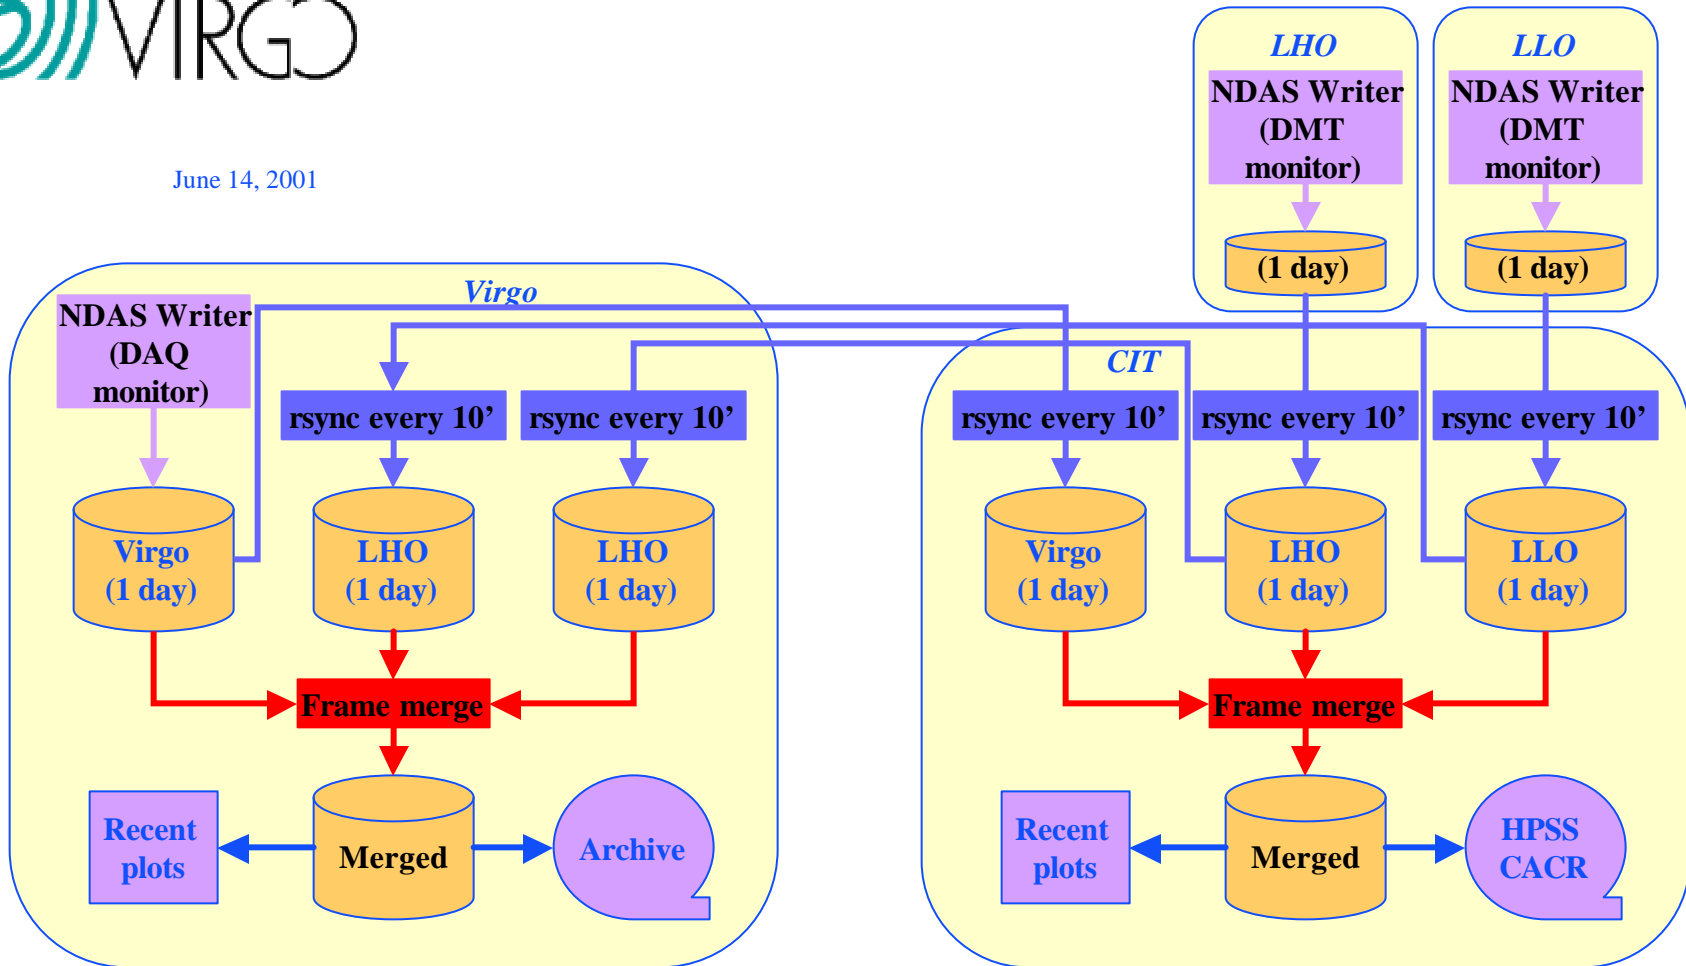 VIRGO
June 14, 2001
LHO
NDAS Writer
(DMT
monitor)
(1 day)
LLO
NDAS Writer
(DMT
monitor)
(1 day)
Virgo
NDAS Writer
(DAQ
monitor)
rsync every 10’
rsync every 10’
Virgo
(1 day)
LHO
(1 day)
LHO
(1 day)
Frame merge
Recent
plots
Merged
Archive
CIT
rsync every 10’
rsync every 10’
rsync every 10’
Virgo
(1 day)
LHO
(1 day)
LLO
(1 day)
Frame merge
Recent
plots
Merged
HPSS
CACR